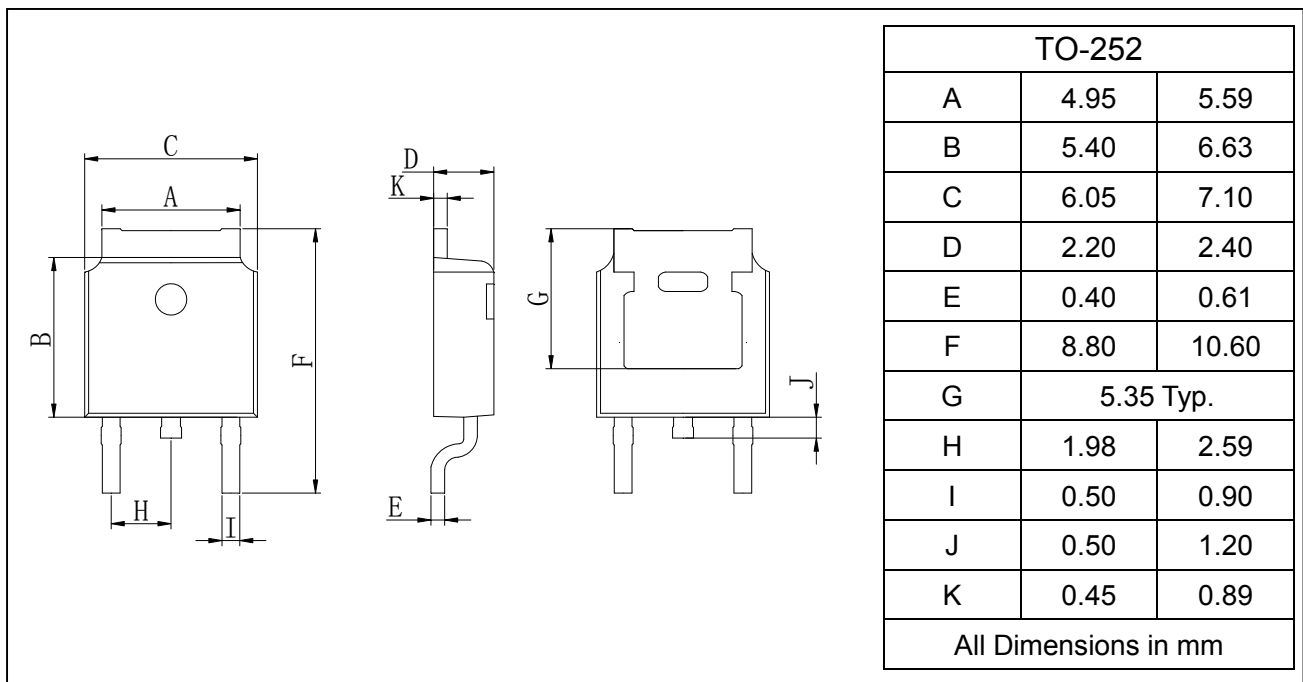 C
A
B
F
H
I
D
K
E
G
J
TO-252
A 4.95 5.59
B 5.40 6.63
C 6.05 7.10
D 2.20 2.40
E 0.40 0.61
F 8.80 10.60
G 5.35 Typ.
H 1.98 2.59
I 0.50 0.90
J 0.50 1.20
K 0.45 0.89
All Dimensions in mm